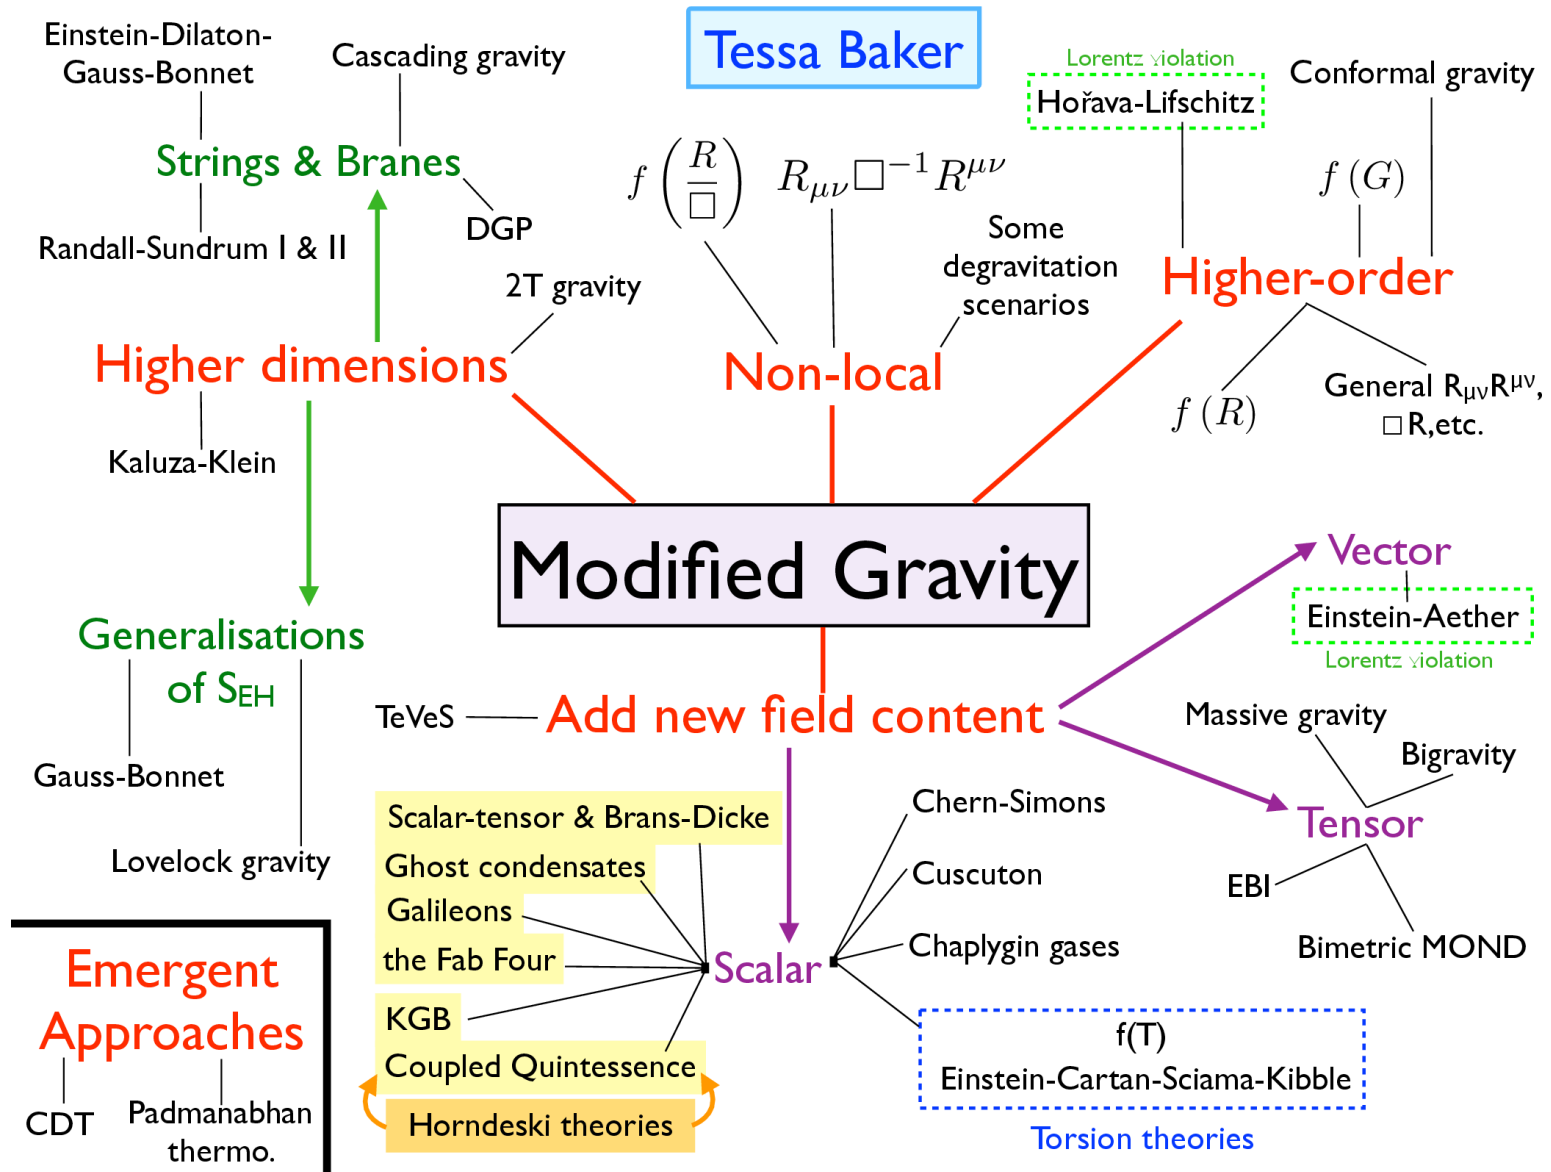 Tessa Baker
Einstein-Dilaton-
Gauss-Bonnet
Cascading gravity
Strings & Branes
Randall-Sundrum I & II
DGP
2T gravity
Higher dimensions
Kaluza-Klein
Generalisations
of S_EH
Gauss-Bonnet
Lovelock gravity
f (R/□)
R_μν □⁻¹ R^μν
Some
degravitation
scenarios
Non-local
Lorentz violation
Hořava-Lifschitz
Conformal gravity
f (G)
Higher-order
f (R)
General R_μνR^μν,
□R,etc.
Modified Gravity
Vector
Einstein-Aether
Lorentz violation
TeVeS
Add new field content
Massive gravity
Bigravity
Tensor
EBI
Bimetric MOND
Scalar-tensor & Brans-Dicke
Ghost condensates
Galileons
the Fab Four
KGB
Coupled Quintessence
Horndeski theories
Scalar
Chern-Simons
Cuscuton
Chaplygin gases
f(T)
Einstein-Cartan-Sciama-Kibble
Torsion theories
Emergent
Approaches
CDT
Padmanabhan
thermo.